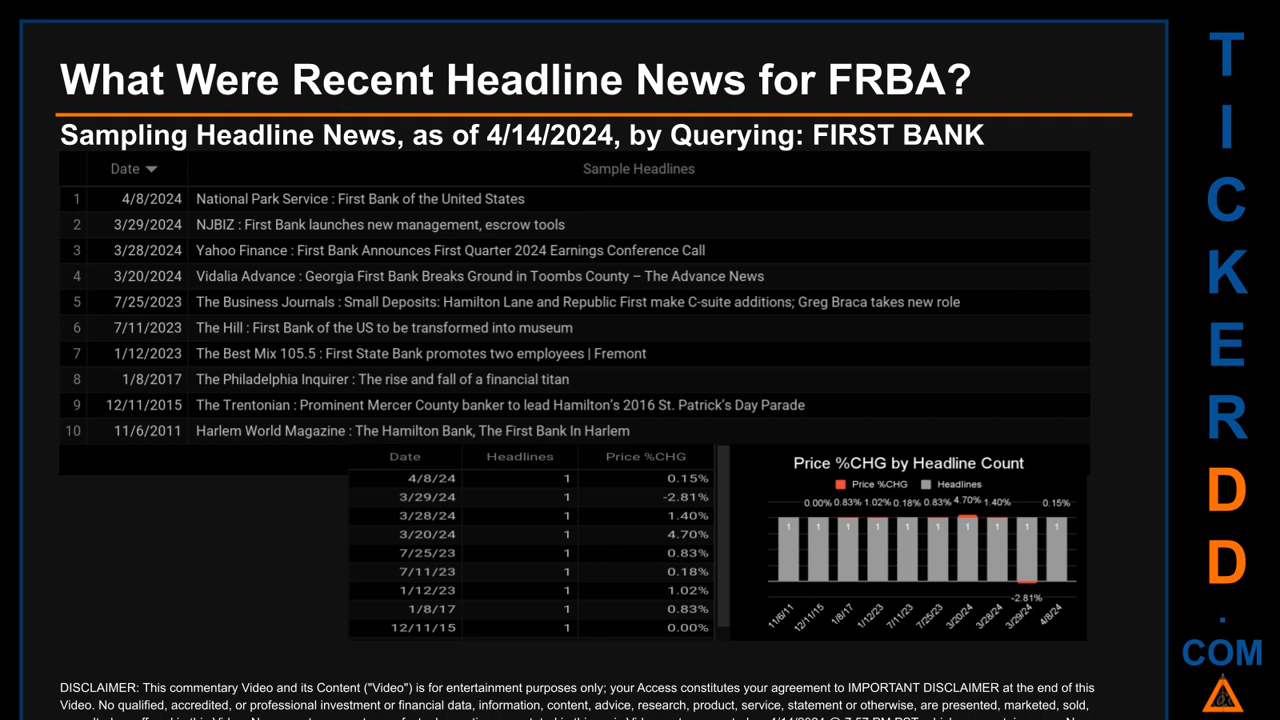 What Were Recent Headline News for FRBA?
Sampling Headline News, as of 4/14/2024, by Querying: FIRST BANK
Date Sample Headlines
1 4/8/2024 National Park Service : First Bank of the United States
2 3/29/2024 NJBIZ : First Bank launches new management, escrow tools
3 3/28/2024 Yahoo Finance : First Bank Announces First Quarter 2024 Earnings Conference Call
4 3/20/2024 Vidalia Advance : Georgia First Bank Breaks Ground in Toombs County – The Advance News
5 7/25/2023 The Business Journals : Small Deposits: Hamilton Lane and Republic First make C-suite additions; Greg Braca takes new role
6 7/11/2023 The Hill : First Bank of the US to be transformed into museum
7 1/12/2023 The Best Mix 105.5 : First State Bank promotes two employees | Fremont
8 1/8/2017 The Philadelphia Inquirer : The rise and fall of a financial titan
9 12/11/2015 The Trentonian : Prominent Mercer County banker to lead Hamilton's 2016 St. Patrick's Day Parade
10 11/6/2011 Harlem World Magazine : The Hamilton Bank, The First Bank In Harlem
Date Headlines Price %CHG
4/8/24 1 0.15%
3/29/24 1 -2.81%
3/28/24 1 1.40%
3/20/24 1 4.70%
7/25/23 1 0.83%
7/11/23 1 0.18%
1/12/23 1 1.02%
1/8/17 1 0.83%
12/11/15 1 0.00%
Price %CHG by Headline Count
Price %CHG Headlines
0.00% 0.83% 1.02% 0.18% 0.83% 4.70% 1.40% 0.15%
1 1 1 1 1 1 1 1 1 1
-2.81%
11/6/11 12/11/15 1/8/17 1/12/23 7/11/23 7/25/23 3/20/24 3/28/24 3/29/24 4/8/24
DISCLAIMER: This commentary Video and its Content ("Video") is for entertainment purposes only; your Access constitutes your agreement to IMPORTANT DISCLAIMER at the end of this
Video. No qualified, accredited, or professional investment or financial data, information, content, advice, research, product, service, statement or otherwise, are presented, marketed, sold,
T
I
C
K
E
R
D
D
.
COM